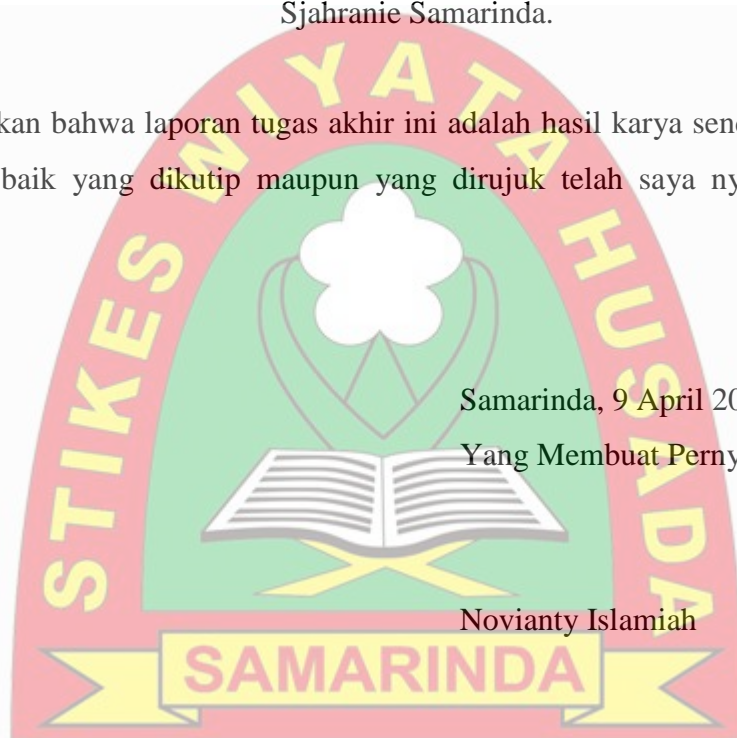 Sjahranie Samarinda.
kan bahwa laporan tugas akhir ini adalah hasil karya send
baik yang dikutip maupun yang dirujuk telah saya ny
Samarinda, 9 April 20
Yang Membuat Perny
Novianty Islamiah
STIKES WIYATA HUSADA
SAMARINDA